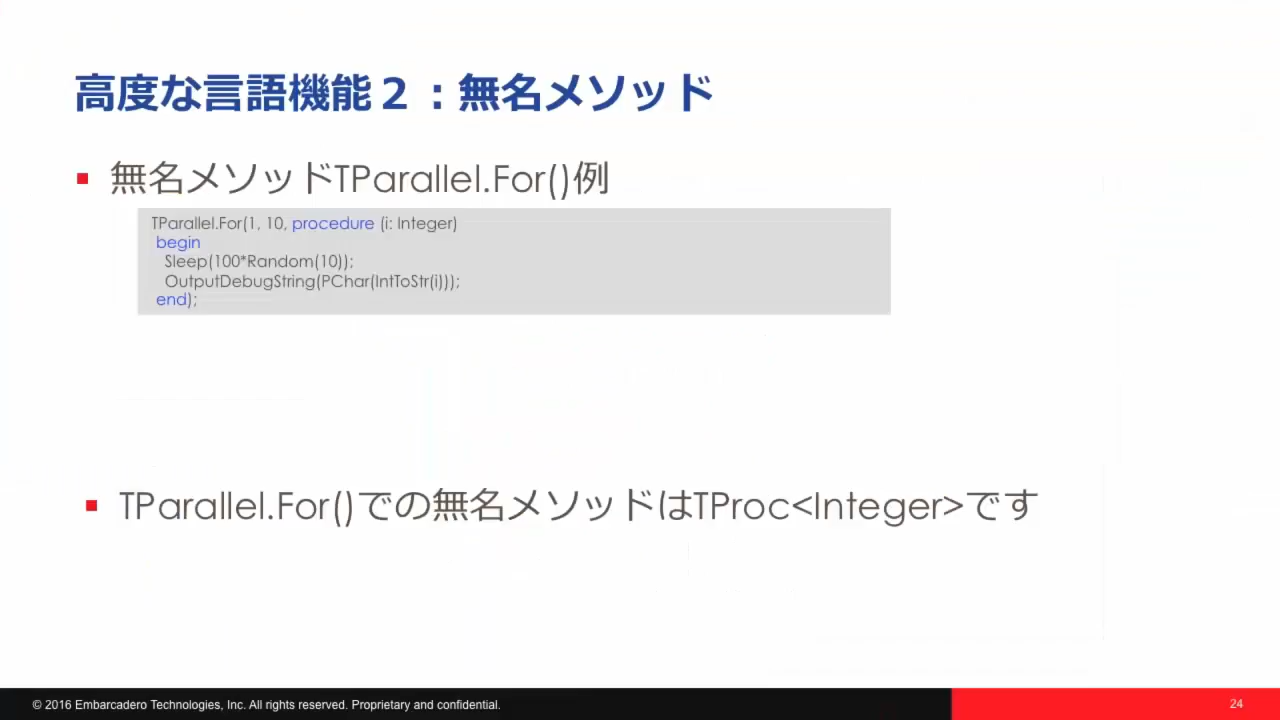 高度な言語機能２：無名メソッド
無名メソッドTParallel.For()例
TParallel.For(1, 10, procedure (i: Integer)
begin
Sleep(100*Random(10));
OutputDebugString(PChar(IntToStr(i)));
end);
TParallel.For()での無名メソッドはTProc<Integer>です
© 2016 Embarcadero Technologies, Inc. All rights reserved. Proprietary and confidential.
24